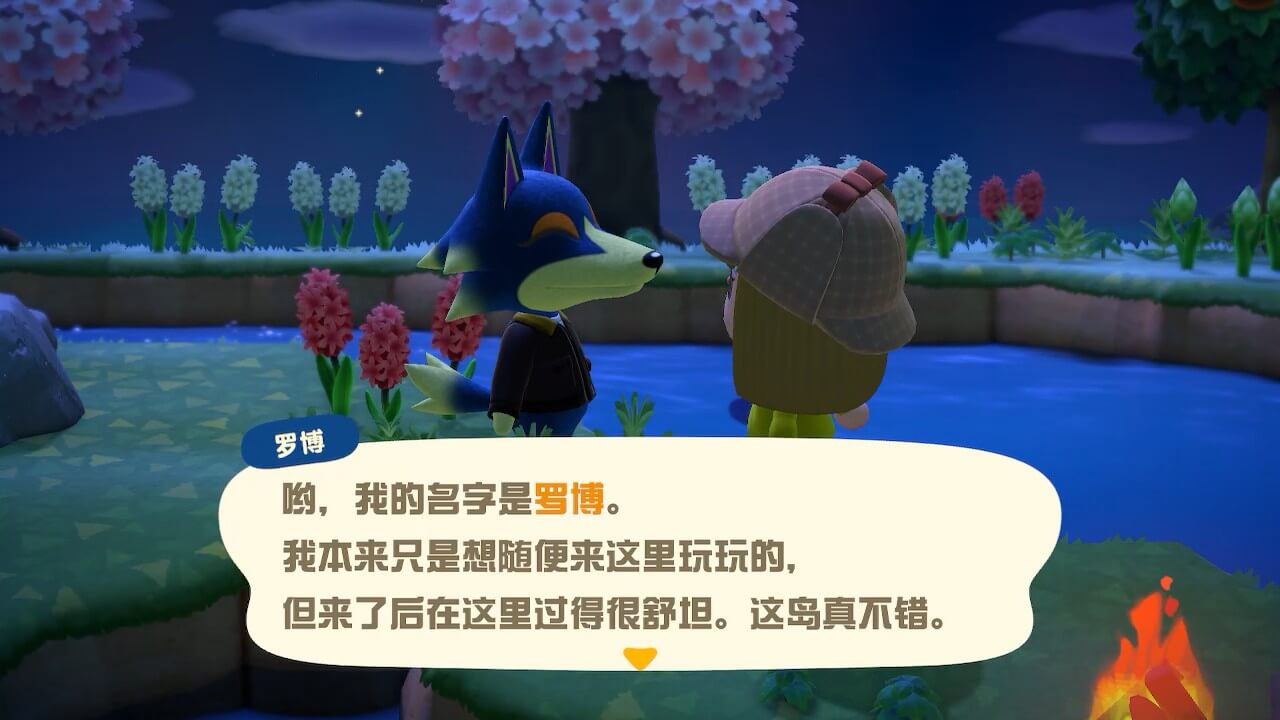 罗博
哟，我的名字是罗博。
我本来只是想随便来这里玩玩的，
但来了后在这里过得很舒坦。这岛真不错。